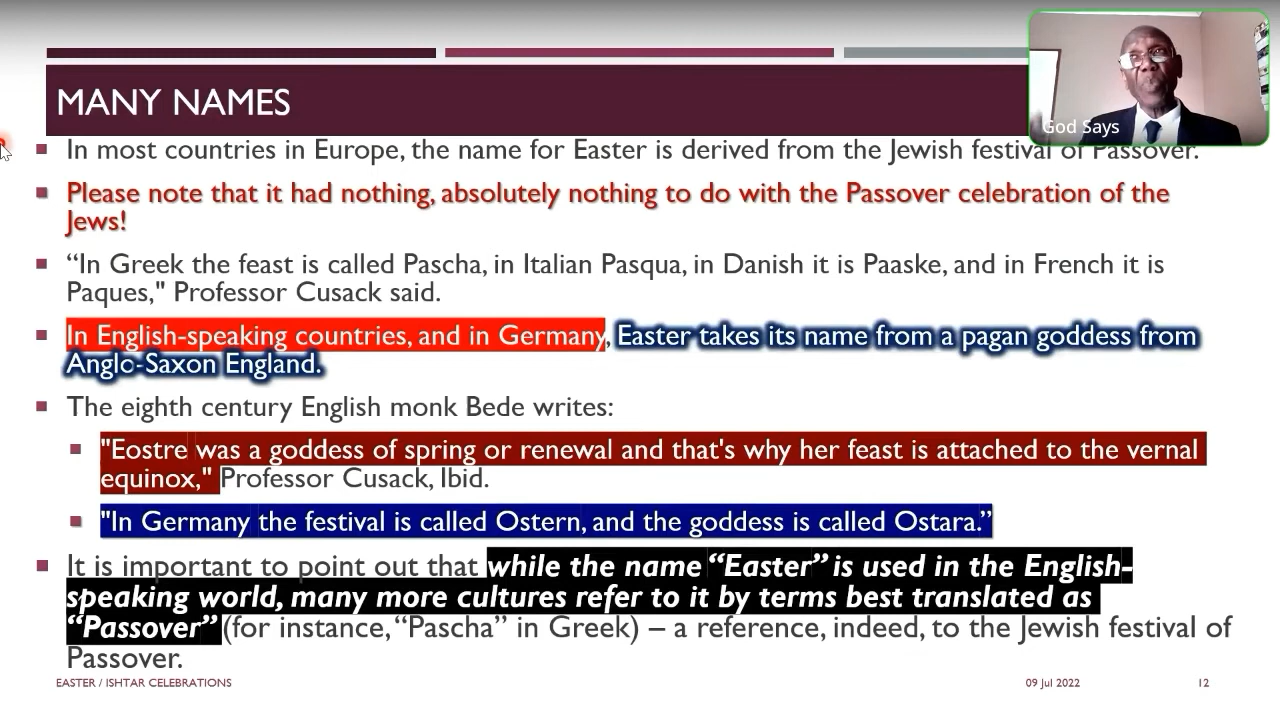 MANY NAMES
God Says
In most countries in Europe, the name for Easter is derived from the Jewish festival of Passover.
Please note that it had nothing, absolutely nothing to do with the Passover celebration of the
Jews!
“In Greek the feast is called Pascha, in Italian Pasqua, in Danish it is Paaske, and in French it is
Paques," Professor Cusack said.
In English-speaking countries, and in Germany, Easter takes its name from a pagan goddess from
Anglo-Saxon England.
The eighth century English monk Bede writes:
"Eostre was a goddess of spring or renewal and that's why her feast is attached to the vernal
equinox," Professor Cusack, Ibid.
"In Germany the festival is called Ostern, and the goddess is called Ostara.”
It is important to point out that while the name “Easter” is used in the English-
speaking world, many more cultures refer to it by terms best translated as
“Passover” (for instance, “Pascha” in Greek) – a reference, indeed, to the Jewish festival of
Passover.
EASTER / ISHTAR CELEBRATIONS
09 Jul 2022
12